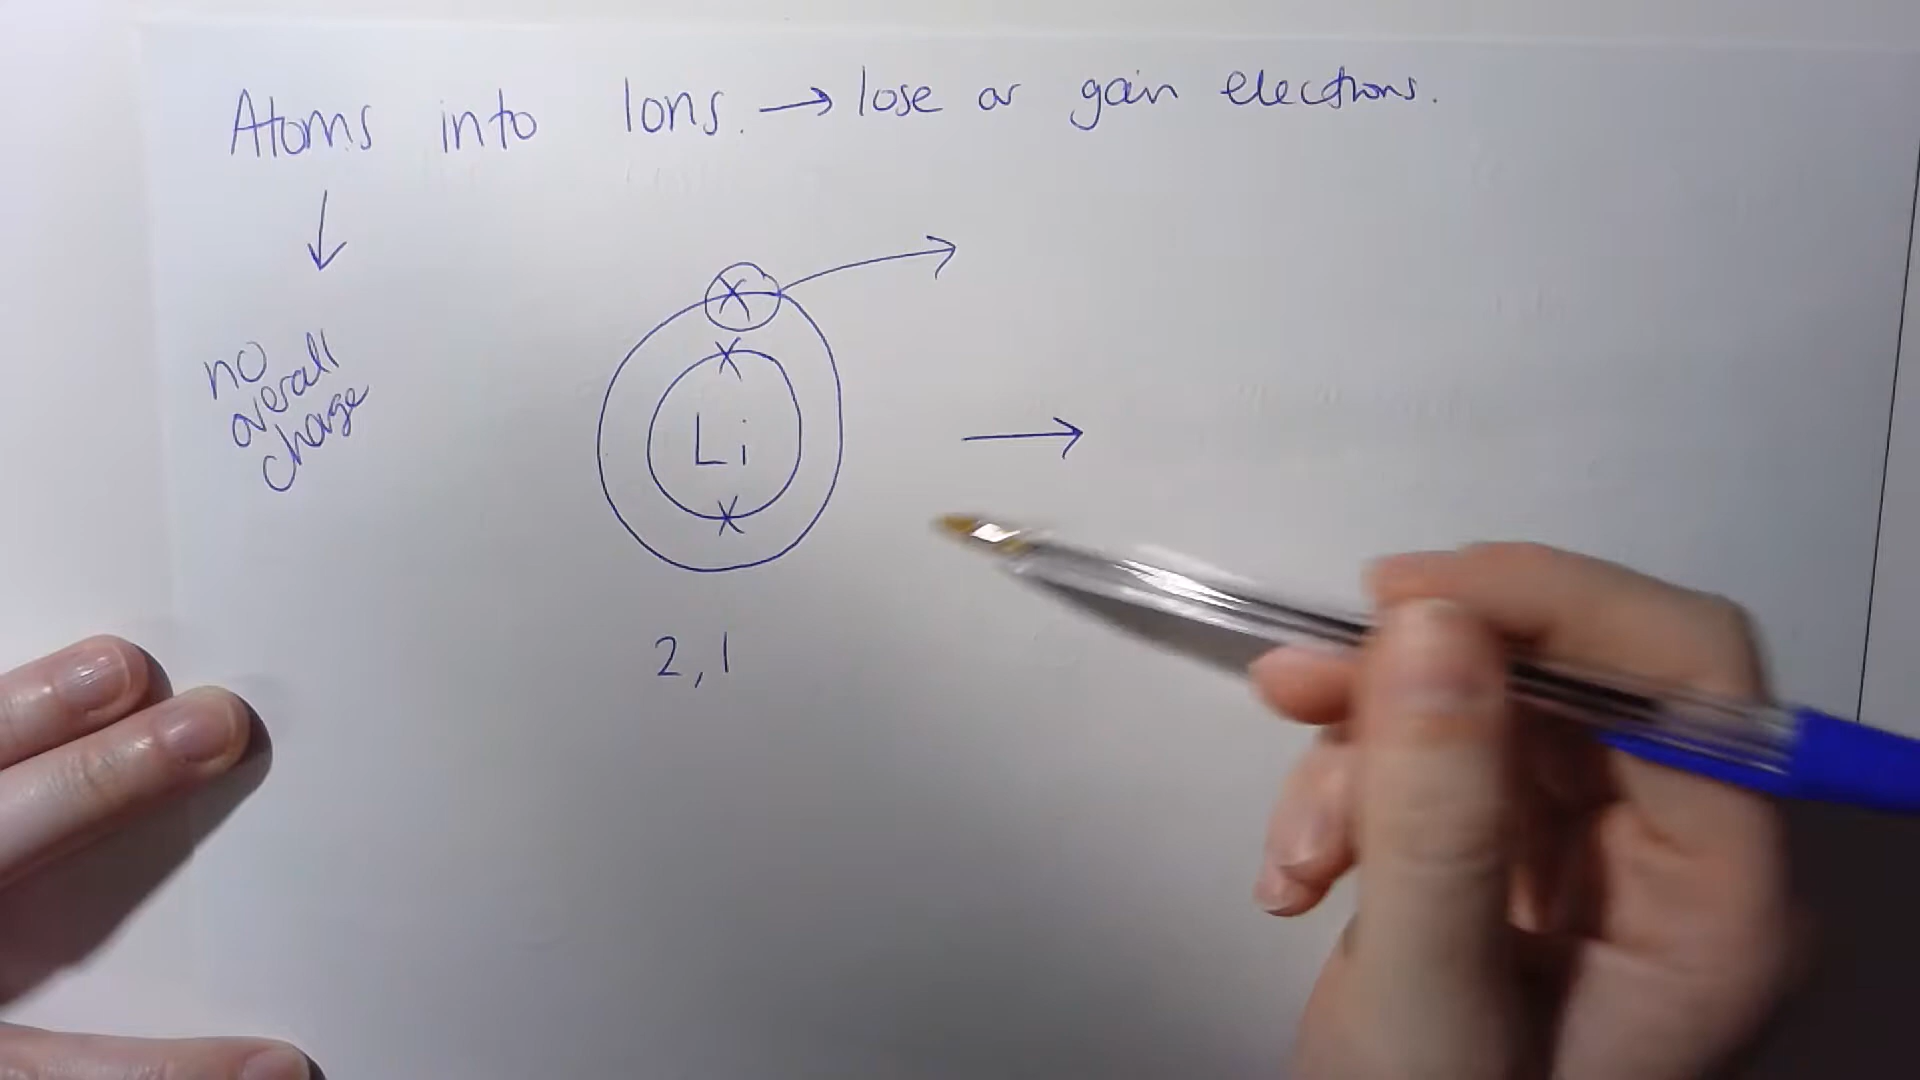 Atoms into Ions. → lose or gain electrons.
no
overall
charge
Li
2,1